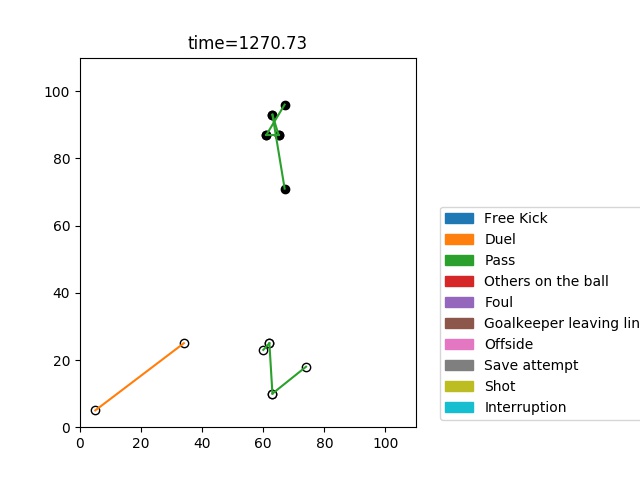 time=1270.73
100
80
60
40
20
0
0 20 40 60 80 100
Free Kick
Duel
Pass
Others on the ball
Foul
Goalkeeper leaving lin
Offside
Save attempt
Shot
Interruption